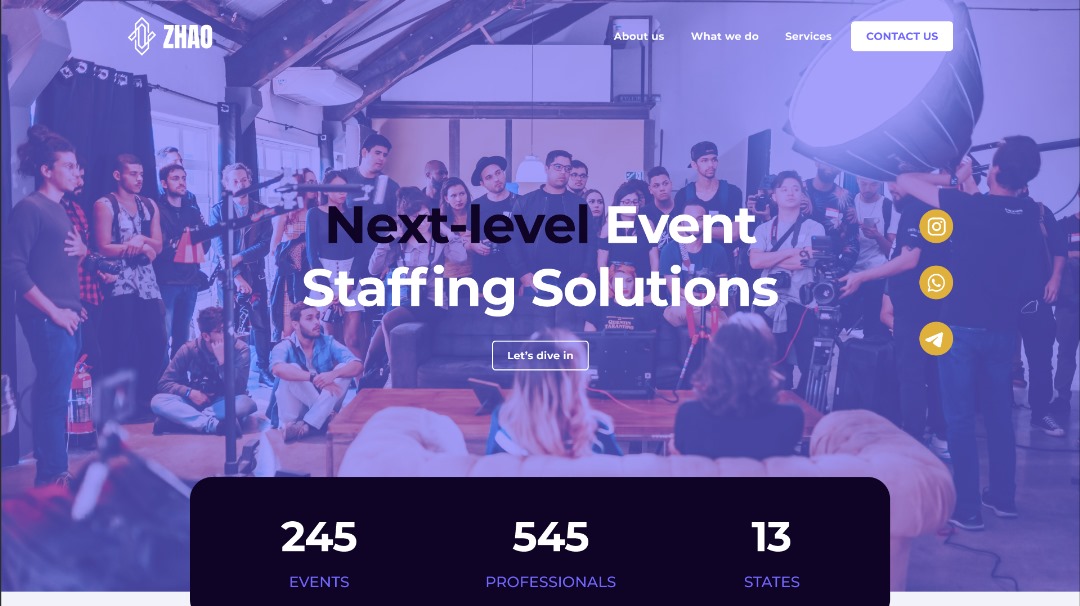 ZHAO
About us
What we do
Services
CONTACT US
Next-level Event
Staffing Solutions
Let's dive in
245
545
13
EVENTS
PROFESSIONALS
STATES